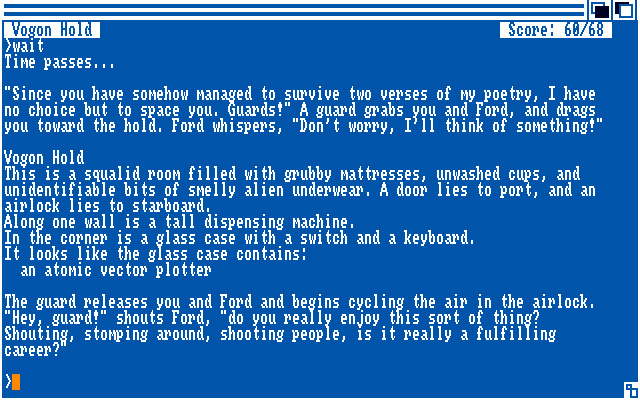 Vogon Hold Score: 60/68
>wait
Time passes...
"Since you have somehow managed to survive two verses of my poetry, I have
no choice but to space you. Guards!" A guard grabs you and Ford, and drags
you toward the hold. Ford whispers, "Don't worry, I'll think of something!"
Vogon Hold
This is a squalid room filled with grubby mattresses, unwashed cups, and
unidentifiable bits of smelly alien underwear. A door lies to port, and an
airlock lies to starboard.
Along one wall is a tall dispensing machine.
In the corner is a glass case with a switch and a keyboard.
It looks like the glass case contains:
an atomic vector plotter
The guard releases you and Ford and begins cycling the air in the airlock.
"Hey, guard!" shouts Ford, "do you really enjoy this sort of thing?
Shouting, stomping around, shooting people, is it really a fulfilling
career?"
>